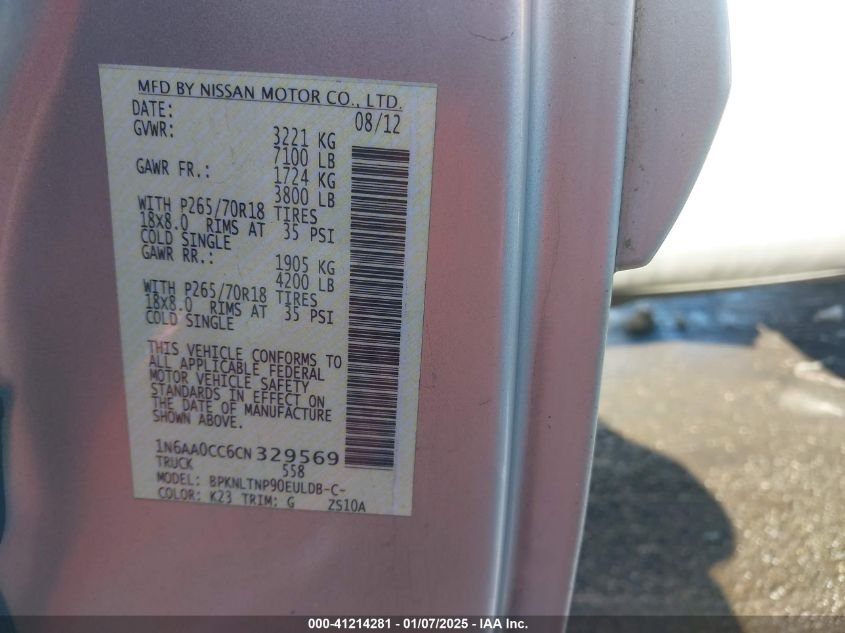 MFD BY NISSAN MOTOR CO., LTD.
DATE: 08/12
GVWR: 3221 KG
7100 LB
GAWR FR.: 1724 KG
3800 LB
WITH P265/70R18 TIRES
18x8.0 RIMS AT 35 PSI
COLD SINGLE
GAWR RR.: 1905 KG
4200 LB
WITH P265/70R18 TIRES
18x8.0 RIMS AT 35 PSI
COLD SINGLE
THIS VEHICLE CONFORMS TO
ALL APPLICABLE FEDERAL
MOTOR VEHICLE SAFETY
STANDARDS IN EFFECT ON
THE DATE OF MANUFACTURE
SHOWN ABOVE.
1N6AA0CC6CN 329569
TRUCK 558
MODEL: BPKNLTNP90EULDB-C-
COLOR: K23 TRIM: G ZS10A
000-41214281 - 01/07/2025 - IAA Inc.